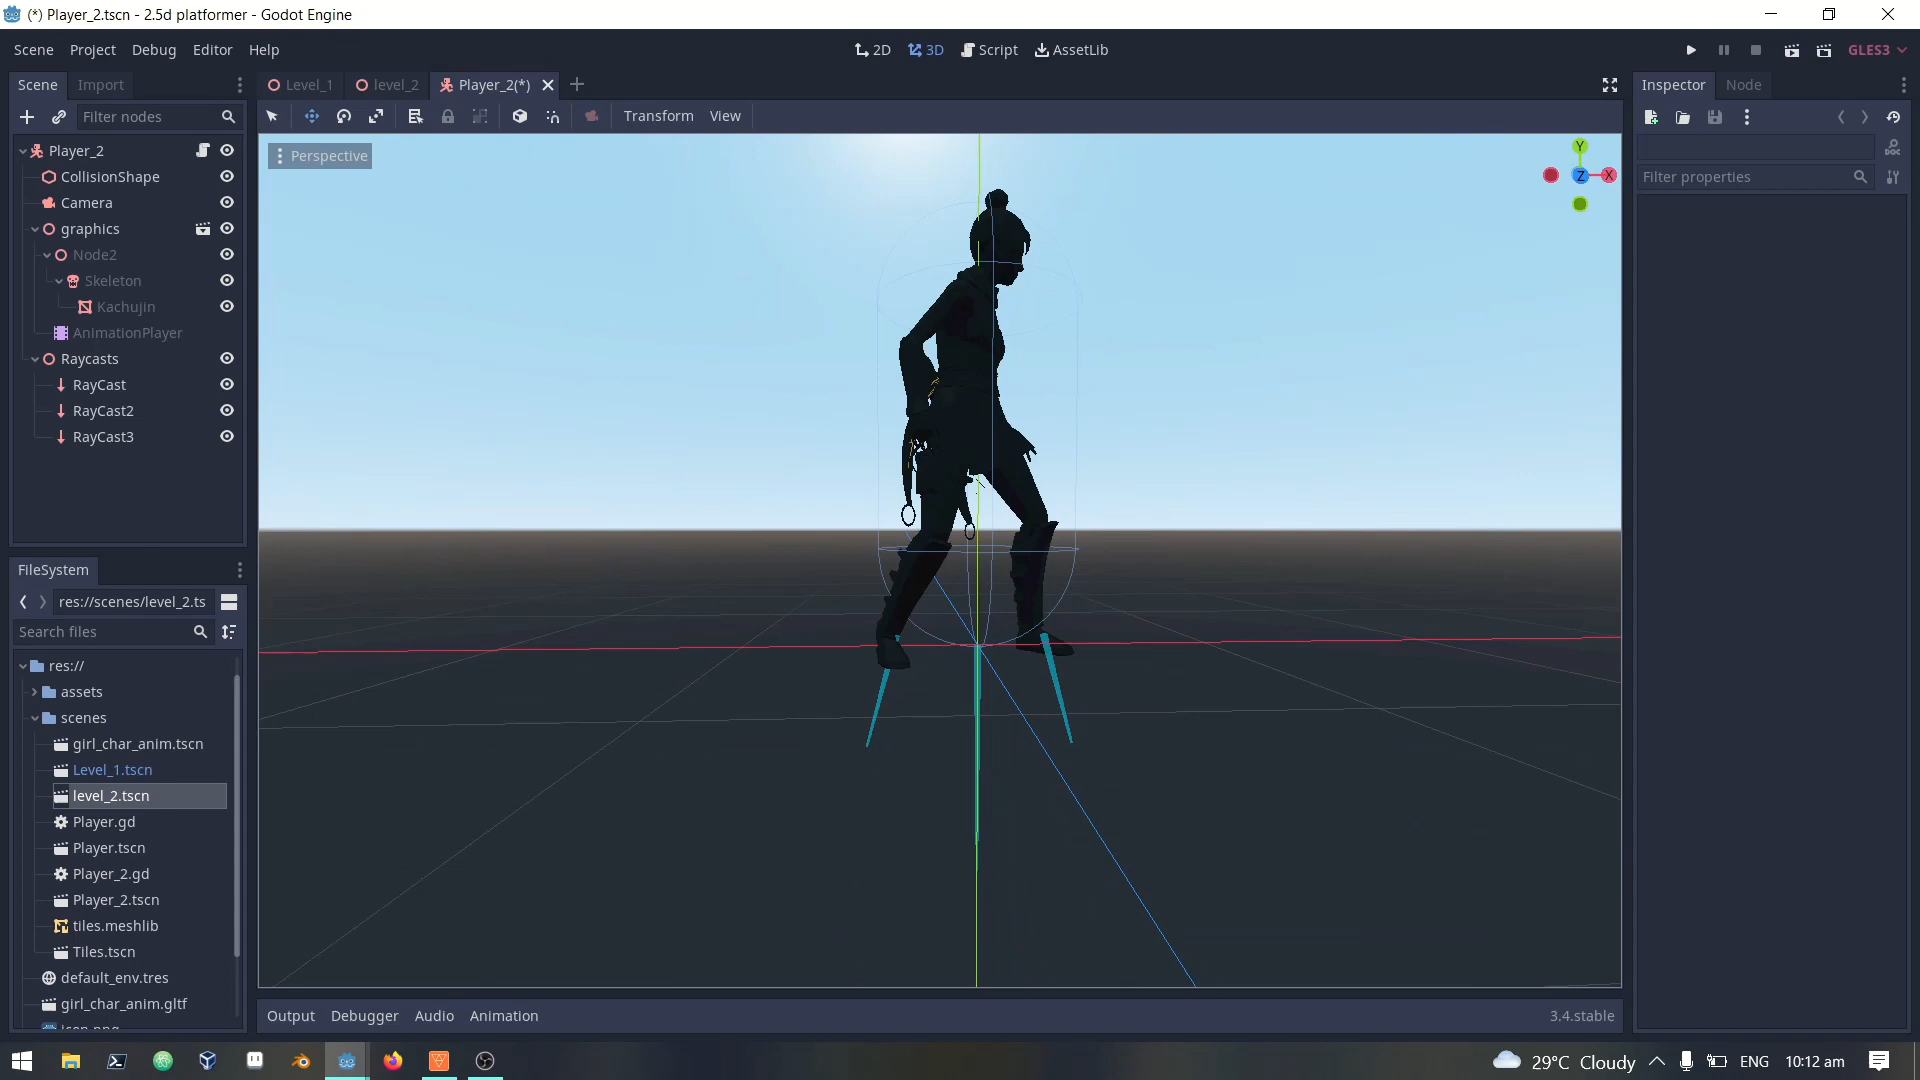 (*) Player_2.tscn - 2.5d platformer - Godot Engine
Scene Project Debug Editor Help
2D 3D Script AssetLib
GLES3
Scene Import
Level_1 level_2 Player_2(*)
Inspector Node
Filter nodes
Transform View
Perspective
Y
Z
X
Filter properties
DOC
Player_2
CollisionShape
Camera
graphics
Node2
Skeleton
Kachujin
AnimationPlayer
Raycasts
RayCast
RayCast2
RayCast3
FileSystem
res://scenes/level_2.ts
Search files
res://
assets
scenes
girl_char_anim.tscn
Level_1.tscn
level_2.tscn
Player.gd
Player.tscn
Player_2.gd
Player_2.tscn
tiles.meshlib
Tiles.tscn
default_env.tres
girl_char_anim.gltf
icon.png
Output Debugger Audio Animation
3.4.stable
29°C Cloudy ENG 10:12 am